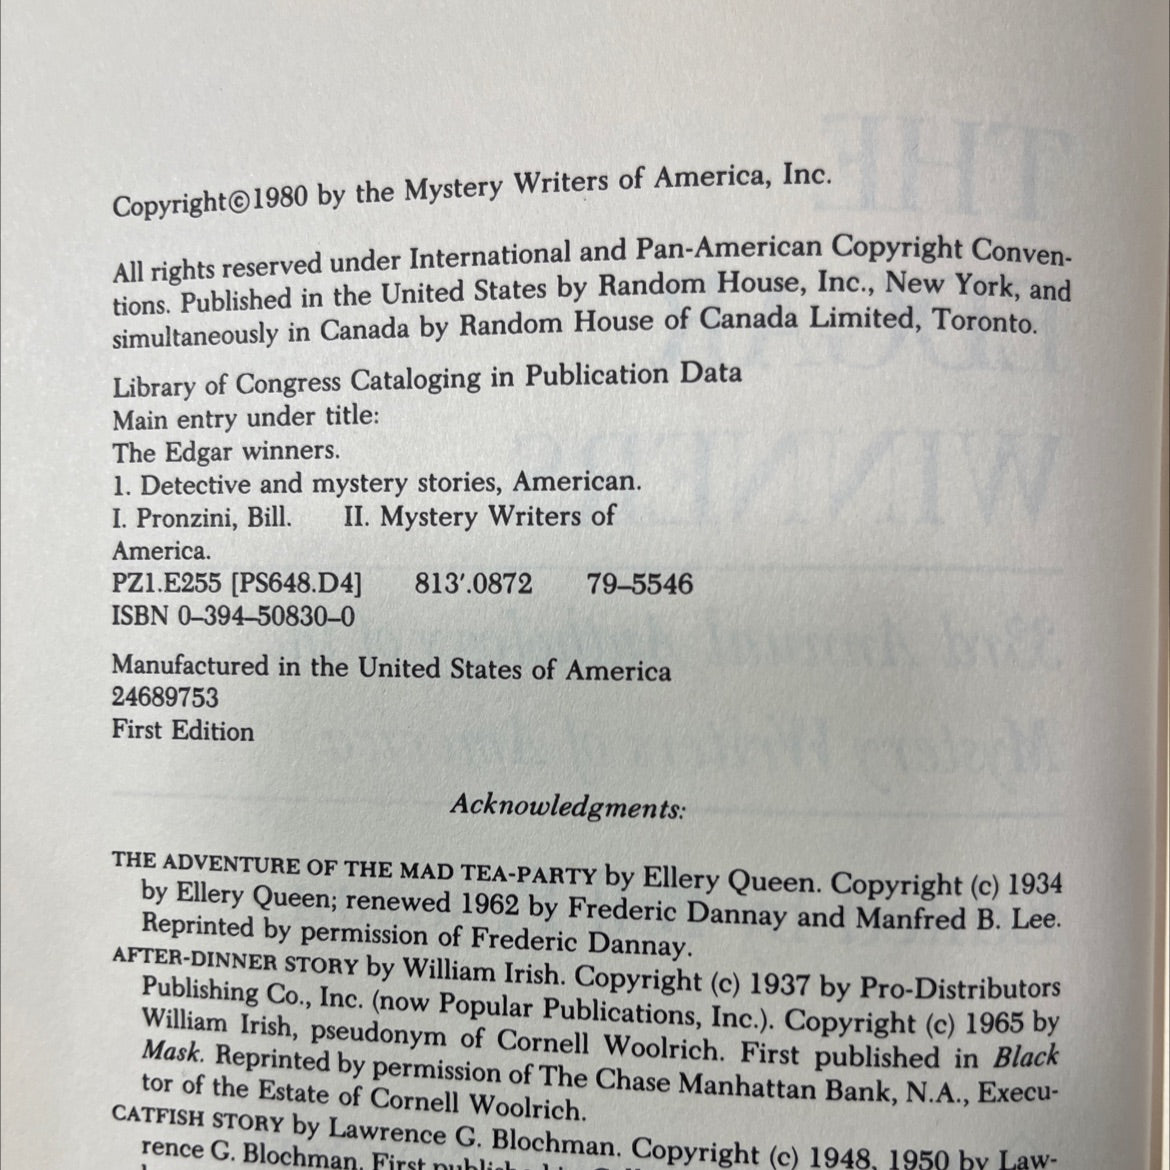 Copyright©1980 by the Mystery Writers of America, Inc.
All rights reserved under International and Pan-American Copyright Conven-
tions. Published in the United States by Random House, Inc., New York, and
simultaneously in Canada by Random House of Canada Limited, Toronto.
Library of Congress Cataloging in Publication Data
Main entry under title:
The Edgar winners.
1. Detective and mystery stories, American.
I. Pronzini, Bill. II. Mystery Writers of
America.
PZ1.E255 [PS648.D4] 813′.0872 79–5546
ISBN 0–394–50830–0
Manufactured in the United States of America
24689753
First Edition
Acknowledgments:
THE ADVENTURE OF THE MAD TEA-PARTY by Ellery Queen. Copyright (c) 1934
by Ellery Queen; renewed 1962 by Frederic Dannay and Manfred B. Lee.
Reprinted by permission of Frederic Dannay.
AFTER-DINNER STORY by William Irish. Copyright (c) 1937 by Pro-Distributors
Publishing Co., Inc. (now Popular Publications, Inc.). Copyright (c) 1965 by
William Irish, pseudonym of Cornell Woolrich. First published in Black
Mask. Reprinted by permission of The Chase Manhattan Bank, N.A., Execu-
tor of the Estate of Cornell Woolrich.
CATFISH STORY by Lawrence G. Blochman. Copyright (c) 1948, 1950 by Law-
rence G. Blochman. First published in